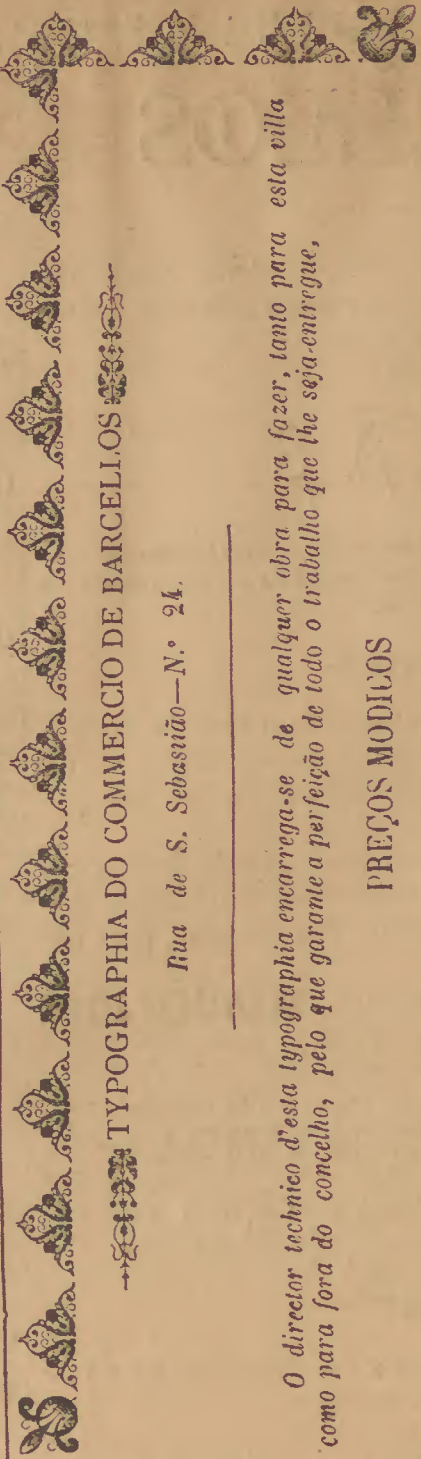 TYPOGRAPHIA DO COMMERCIO DE BARCELLOS
Rua de S. Sebastião—N.º 24.
O director technico d'esta typographia encarrega-se de qualquer obra para fazer, tanto para esta villa
como para fora do concelho, pelo que garante a perfeição de todo o trabalho que lhe seja-entregue,
PREÇOS MODICOS